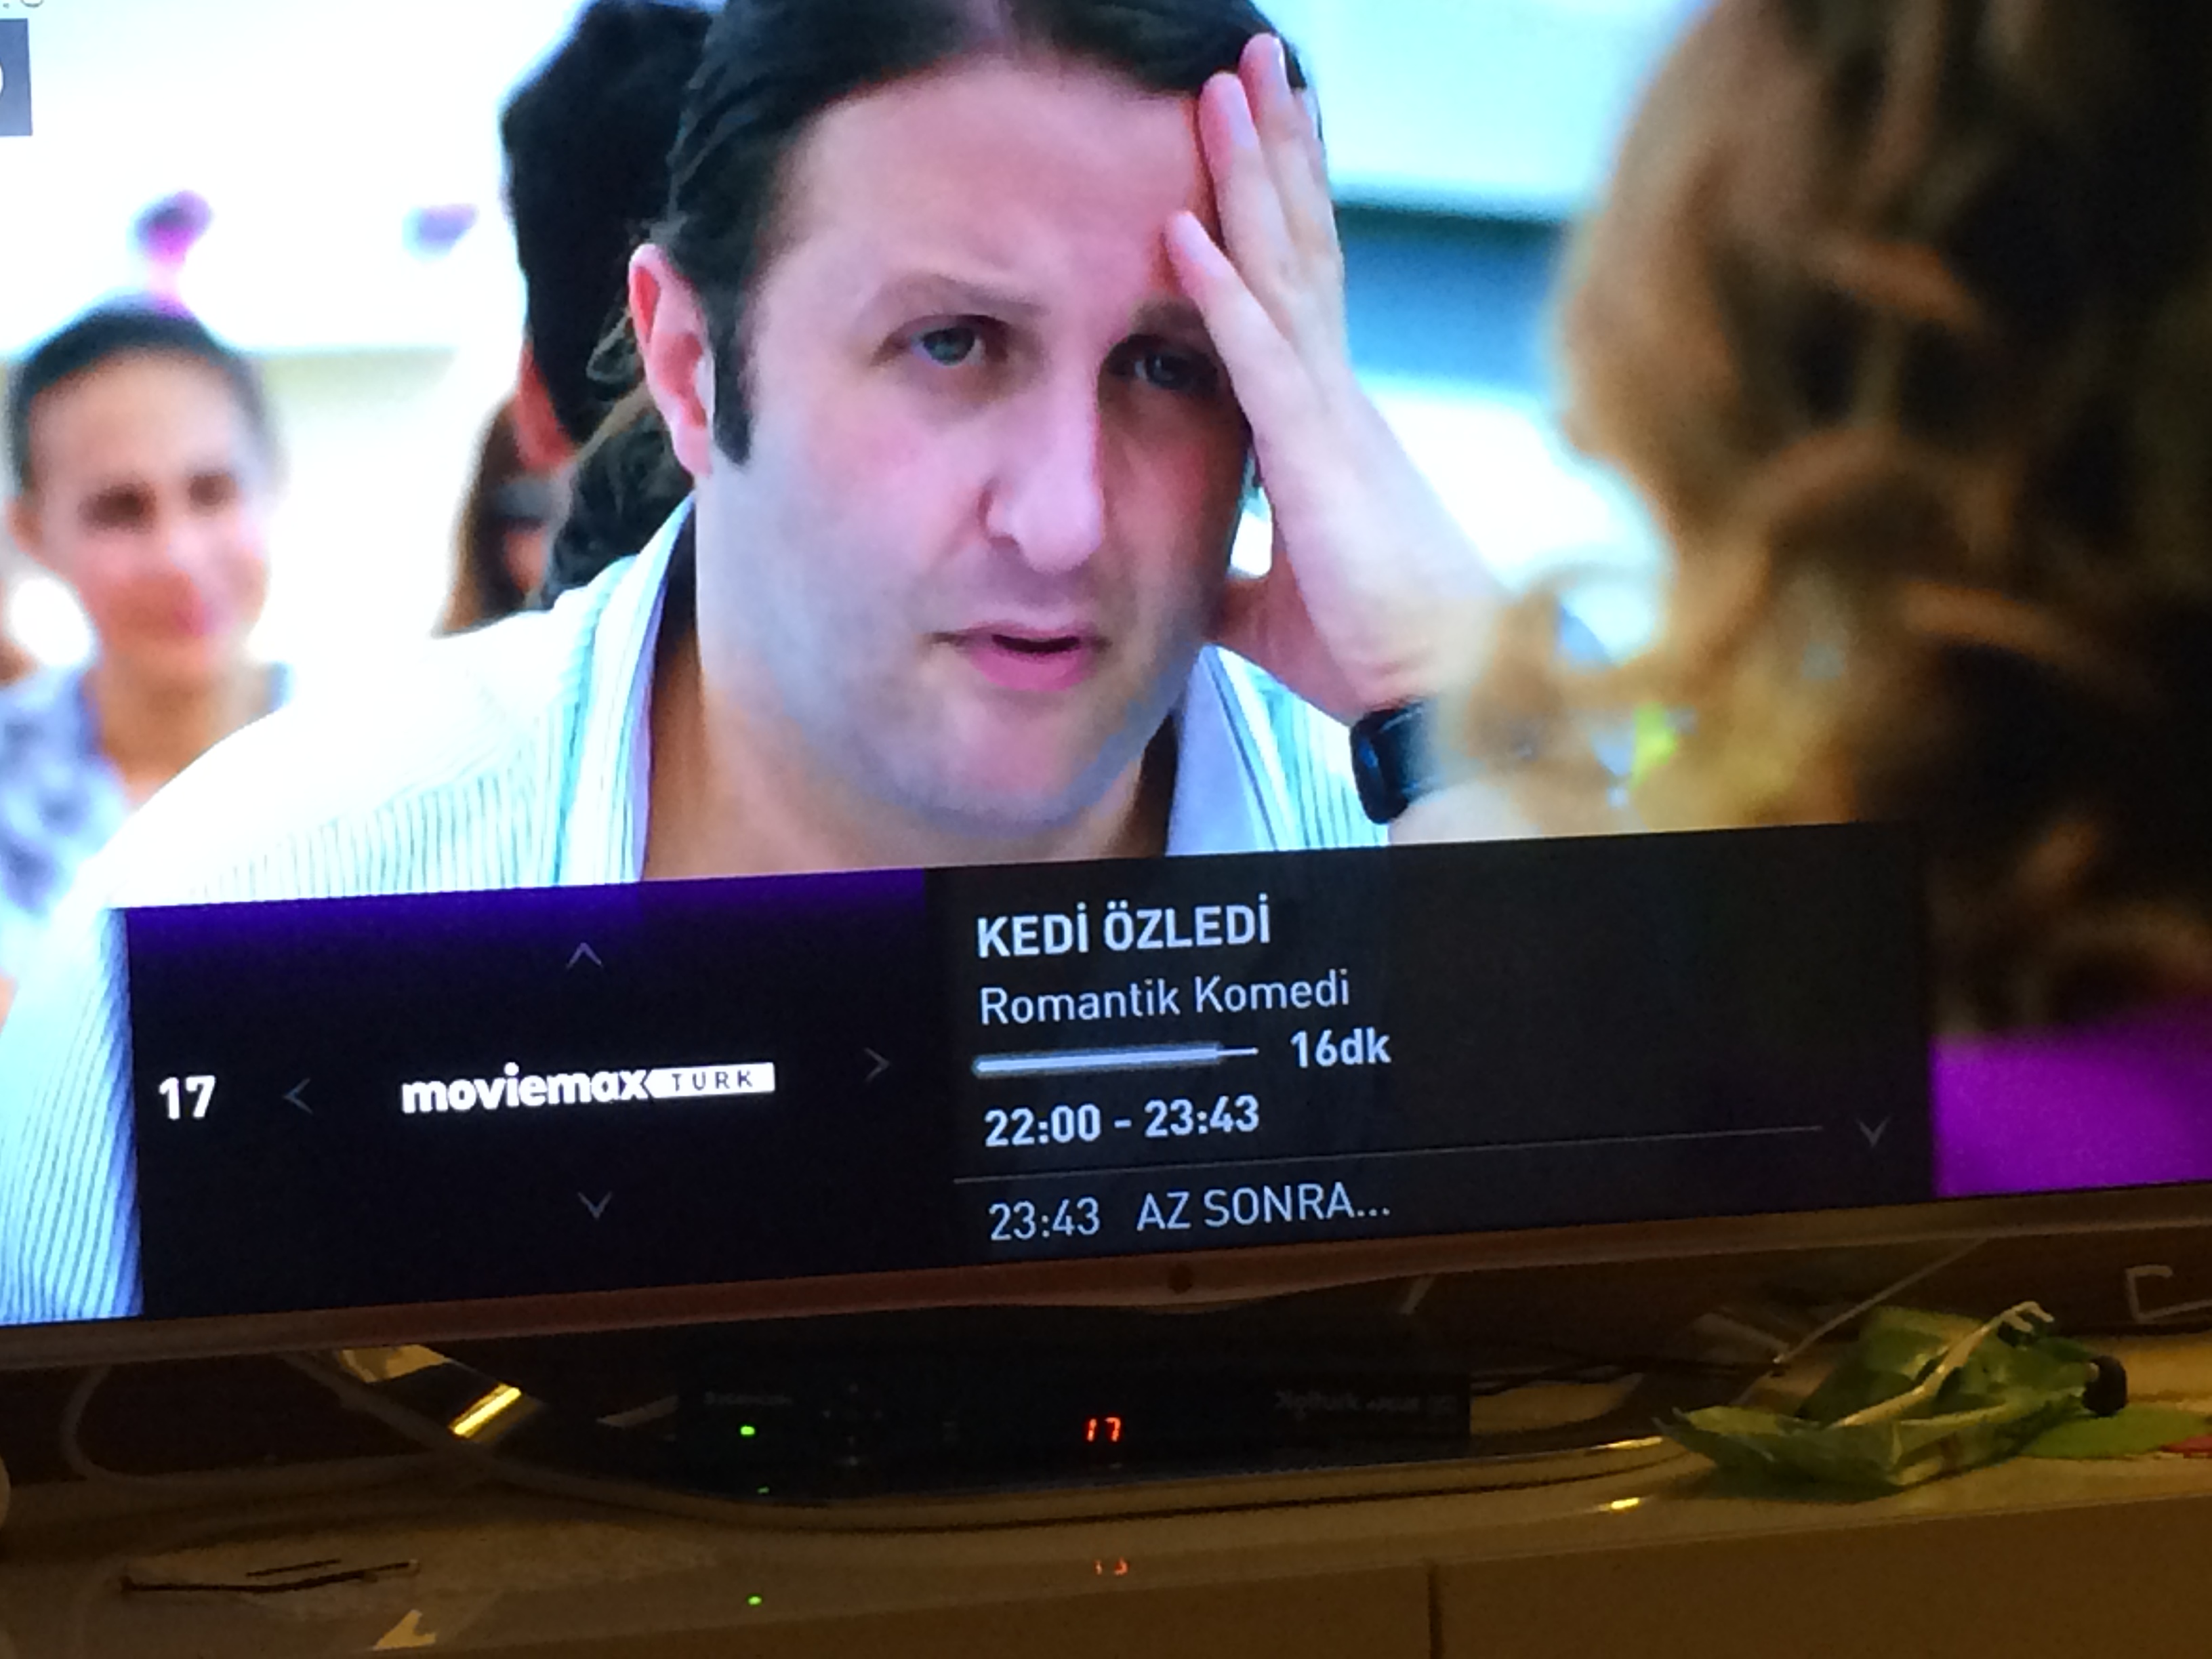 KEDİ ÖZLEDİ
Romantik Komedi
16dk
17
moviemax TURK
22:00 - 23:43
23:43 AZ SONRA...
17